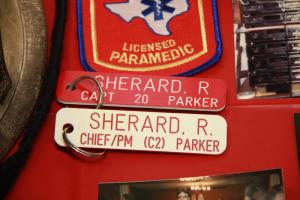 LICENSED
PARAMEDIC
SHERARD, R
CAPT 20 PARKER
SHERARD, R.
CHIEF/PM (C2) PARKER